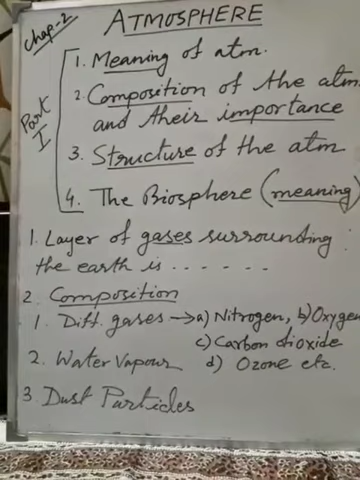 Chap-2
ATMOSPHERE
Part I
1. Meaning of atm.
2. Composition of the atm
and their importance
3. Structure of the atm
4. The Biosphere (meaning)
1. Layer of gases surrounding
the earth is . . . . . .
2. Composition
1. Diff. gases → a) Nitrogen, b) Oxygen
c) Carbon dioxide
2. Water Vapour d) Ozone etc.
3 Dust Particles